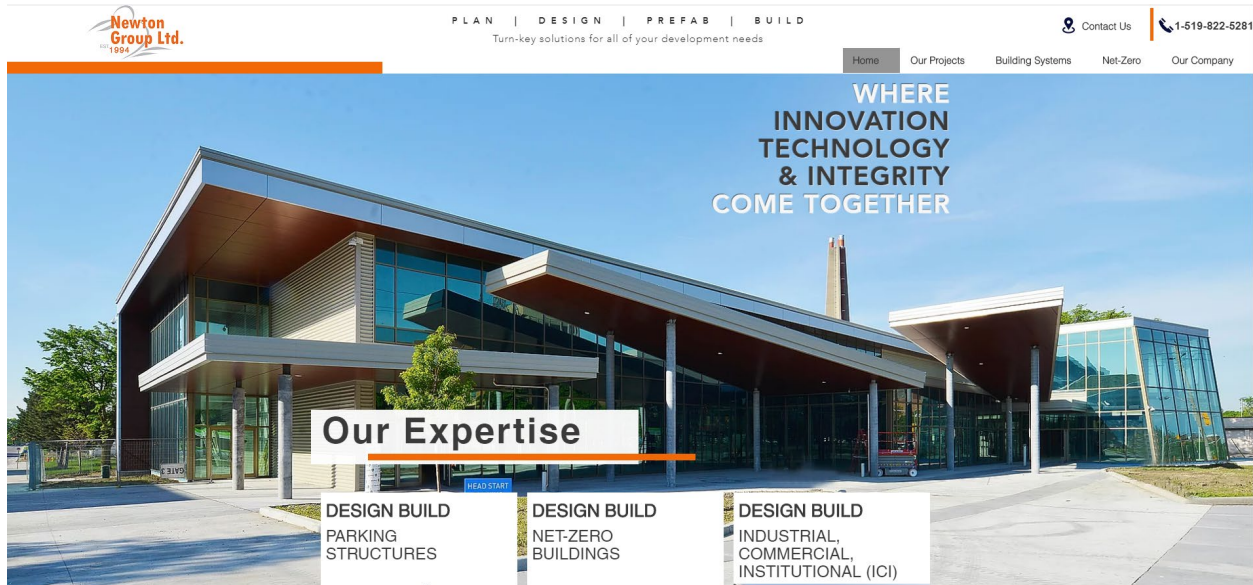 Newton
Group Ltd.
EST. 1994
PLAN | DESIGN | PREFAB | BUILD
Turn-key solutions for all of your development needs
Contact Us
1-519-822-5281
Home
Our Projects
Building Systems
Net-Zero
Our Company
WHERE
INNOVATION
TECHNOLOGY
& INTEGRITY
COME TOGETHER
GATE 3
Our Expertise
HEAD START
DESIGN BUILD
PARKING
STRUCTURES
DESIGN BUILD
NET-ZERO
BUILDINGS
DESIGN BUILD
INDUSTRIAL,
COMMERCIAL,
INSTITUTIONAL (ICI)